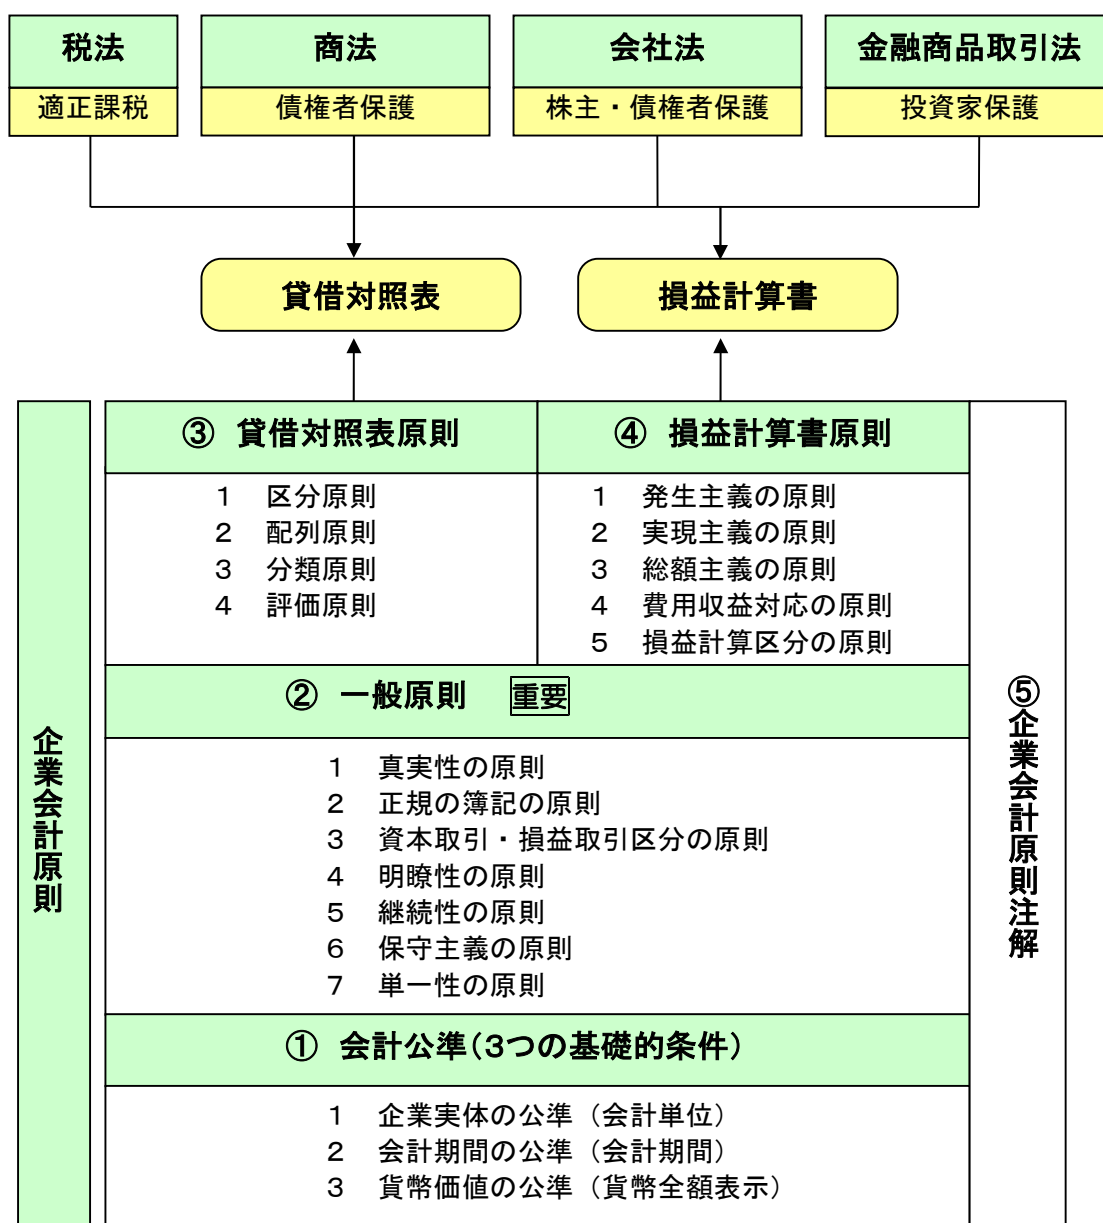 税法
商法
会社法
金融商品取引法
適正課税
債権者保護
株主・債権者保護
投資家保護
貸借対照表
損益計算書
企業会計原則
③ 貸借対照表原則
1 区分原則
2 配列原則
3 分類原則
4 評価原則
④ 損益計算書原則
1 発生主義の原則
2 実現主義の原則
3 総額主義の原則
4 費用収益対応の原則
5 損益計算区分の原則
② 一般原則 重要
1 真実性の原則
2 正規の簿記の原則
3 資本取引・損益取引区分の原則
4 明瞭性の原則
5 継続性の原則
6 保守主義の原則
7 単一性の原則
① 会計公準(3つの基礎的条件)
1 企業実体の公準(会計単位)
2 会計期間の公準(会計期間)
3 貨幣価値の公準(貨幣全額表示)
⑤企業会計原則注解